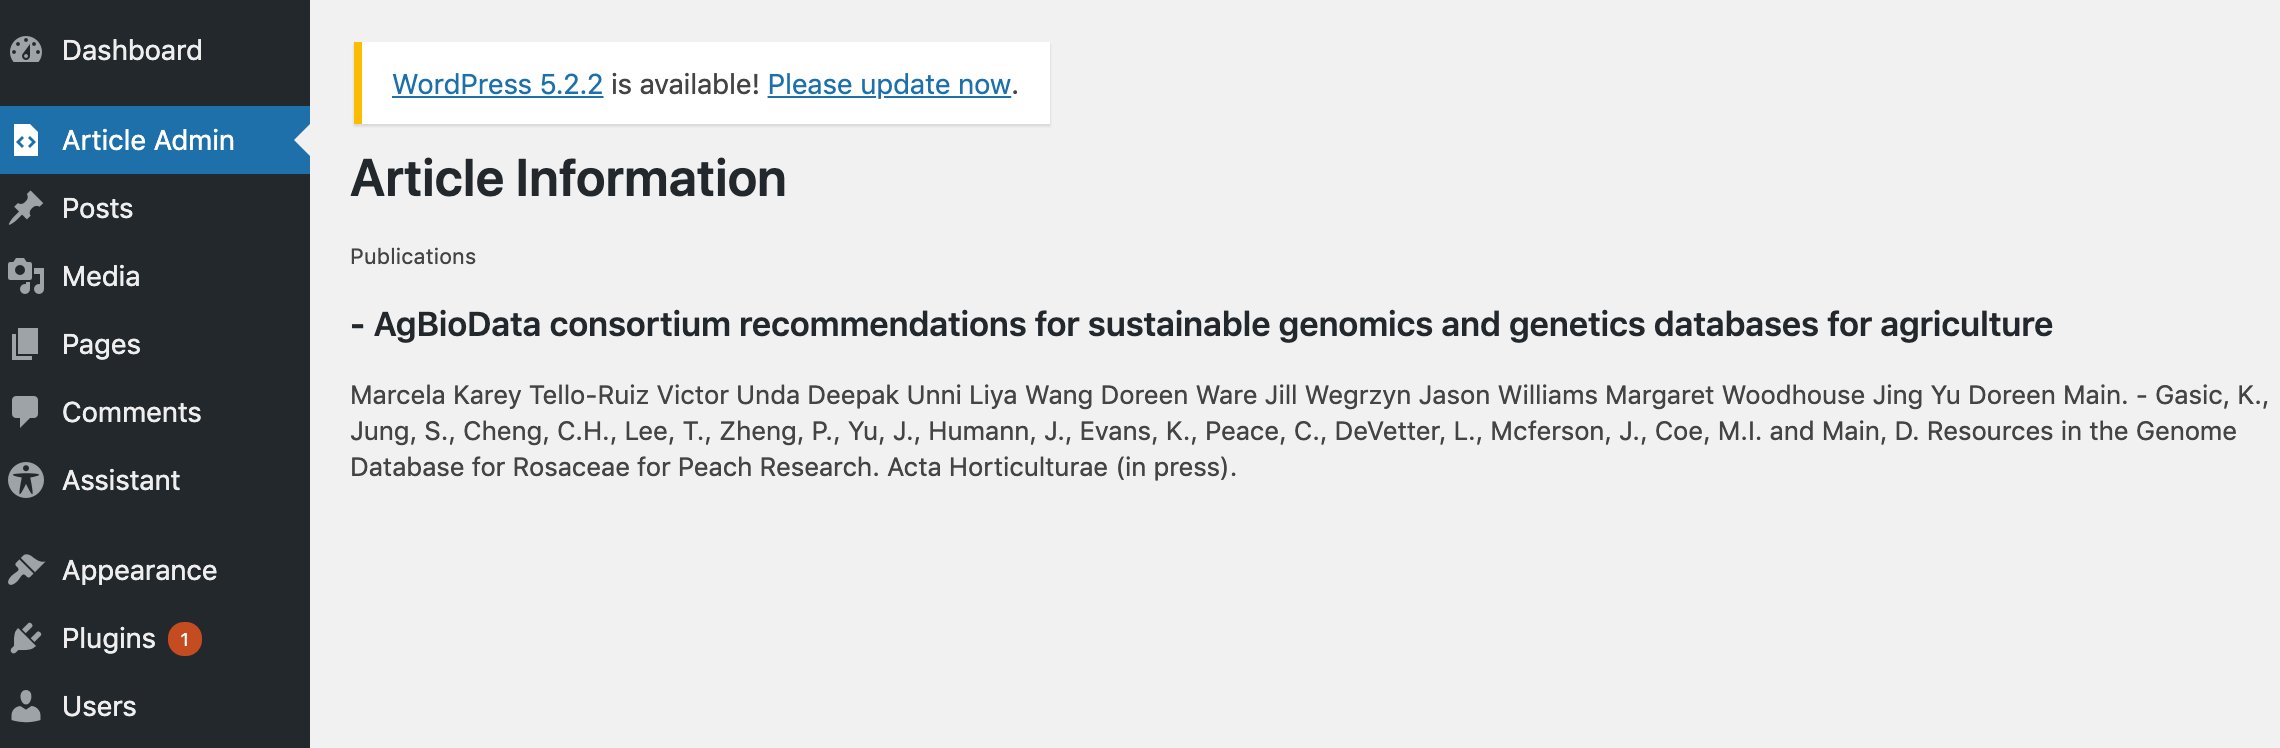 Dashboard
Article Admin
Posts
Media
Pages
Comments
Assistant
Appearance
Plugins 1
Users
WordPress 5.2.2 is available! Please update now.
Article Information
Publications
- AgBioData consortium recommendations for sustainable genomics and genetics databases for agriculture
Marcela Karey Tello-Ruiz Victor Unda Deepak Unni Liya Wang Doreen Ware Jill Wegrzyn Jason Williams Margaret Woodhouse Jing Yu Doreen Main. - Gasic, K.,
Jung, S., Cheng, C.H., Lee, T., Zheng, P., Yu, J., Humann, J., Evans, K., Peace, C., DeVetter, L., Mcferson, J., Coe, M.I. and Main, D. Resources in the Genome
Database for Rosaceae for Peach Research. Acta Horticulturae (in press).